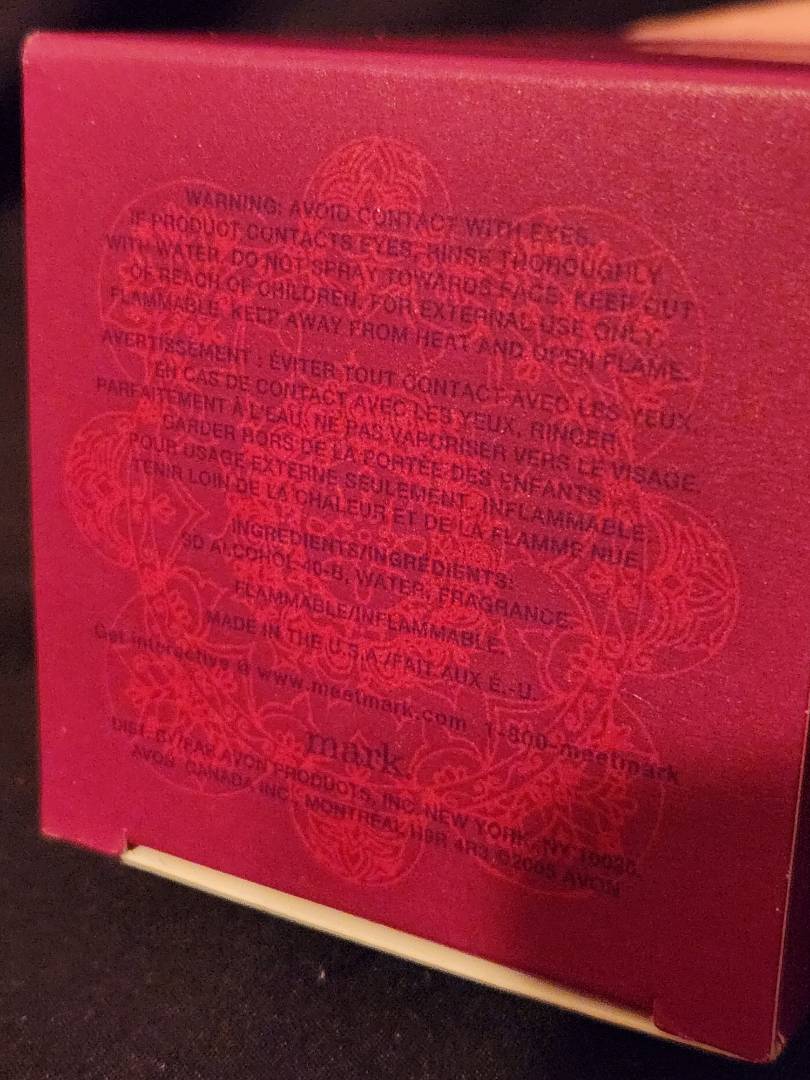 WARNING: AVOID CONTACT WITH EYES.
IF PRODUCT CONTACTS EYES, RINSE THOROUGHLY
WITH WATER. DO NOT SPRAY TOWARDS FACE. KEEP OUT
OF REACH OF CHILDREN. FOR EXTERNAL USE ONLY.
FLAMMABLE. KEEP AWAY FROM HEAT AND OPEN FLAME.
AVERTISSEMENT : ÉVITER TOUT CONTACT AVEC LES YEUX.
EN CAS DE CONTACT AVEC LES YEUX, RINCER
PARFAITEMENT À L'EAU. NE PAS VAPORISER VERS LE VISAGE.
GARDER HORS DE LA PORTÉE DES ENFANTS.
POUR USAGE EXTERNE SEULEMENT. INFLAMMABLE.
TENIR LOIN DE LA CHALEUR ET DE LA FLAMME NUE.
INGREDIENTS/INGRÉDIENTS:
SD ALCOHOL 40-B, WATER, FRAGRANCE.
FLAMMABLE/INFLAMMABLE.
MADE IN THE U.S.A./FAIT AUX É.-U.
Get interactive @ www.meetmark.com 1-800-meetmark
mark.
DIST. BY/PAR AVON PRODUCTS, INC. NEW YORK, NY 10020.
AVON CANADA INC., MONTRÉAL H9R 4R3 ©2005 AVON